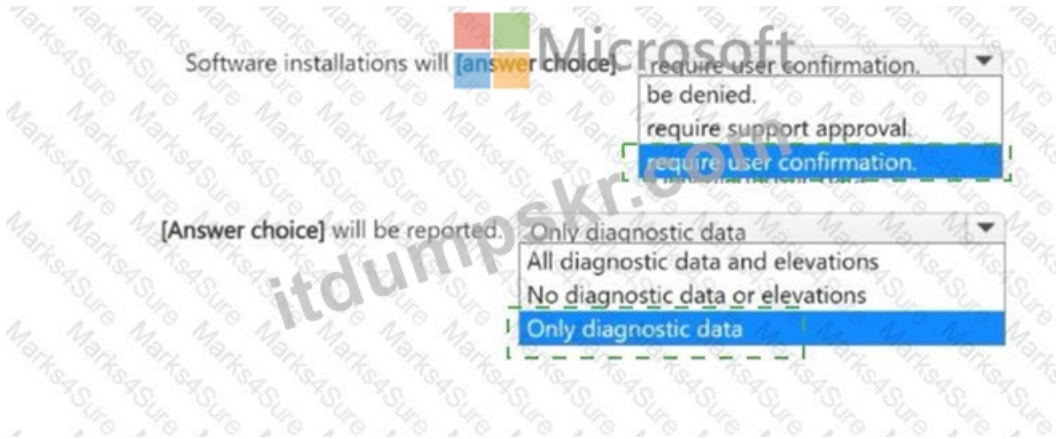 Microsoft
Software installations will [answer choice]. require user confirmation.
be denied.
require support approval.
require user confirmation.
[Answer choice] will be reported. Only diagnostic data
All diagnostic data and elevations
No diagnostic data or elevations
Only diagnostic data
itdumpskr.com
Marks4Sure